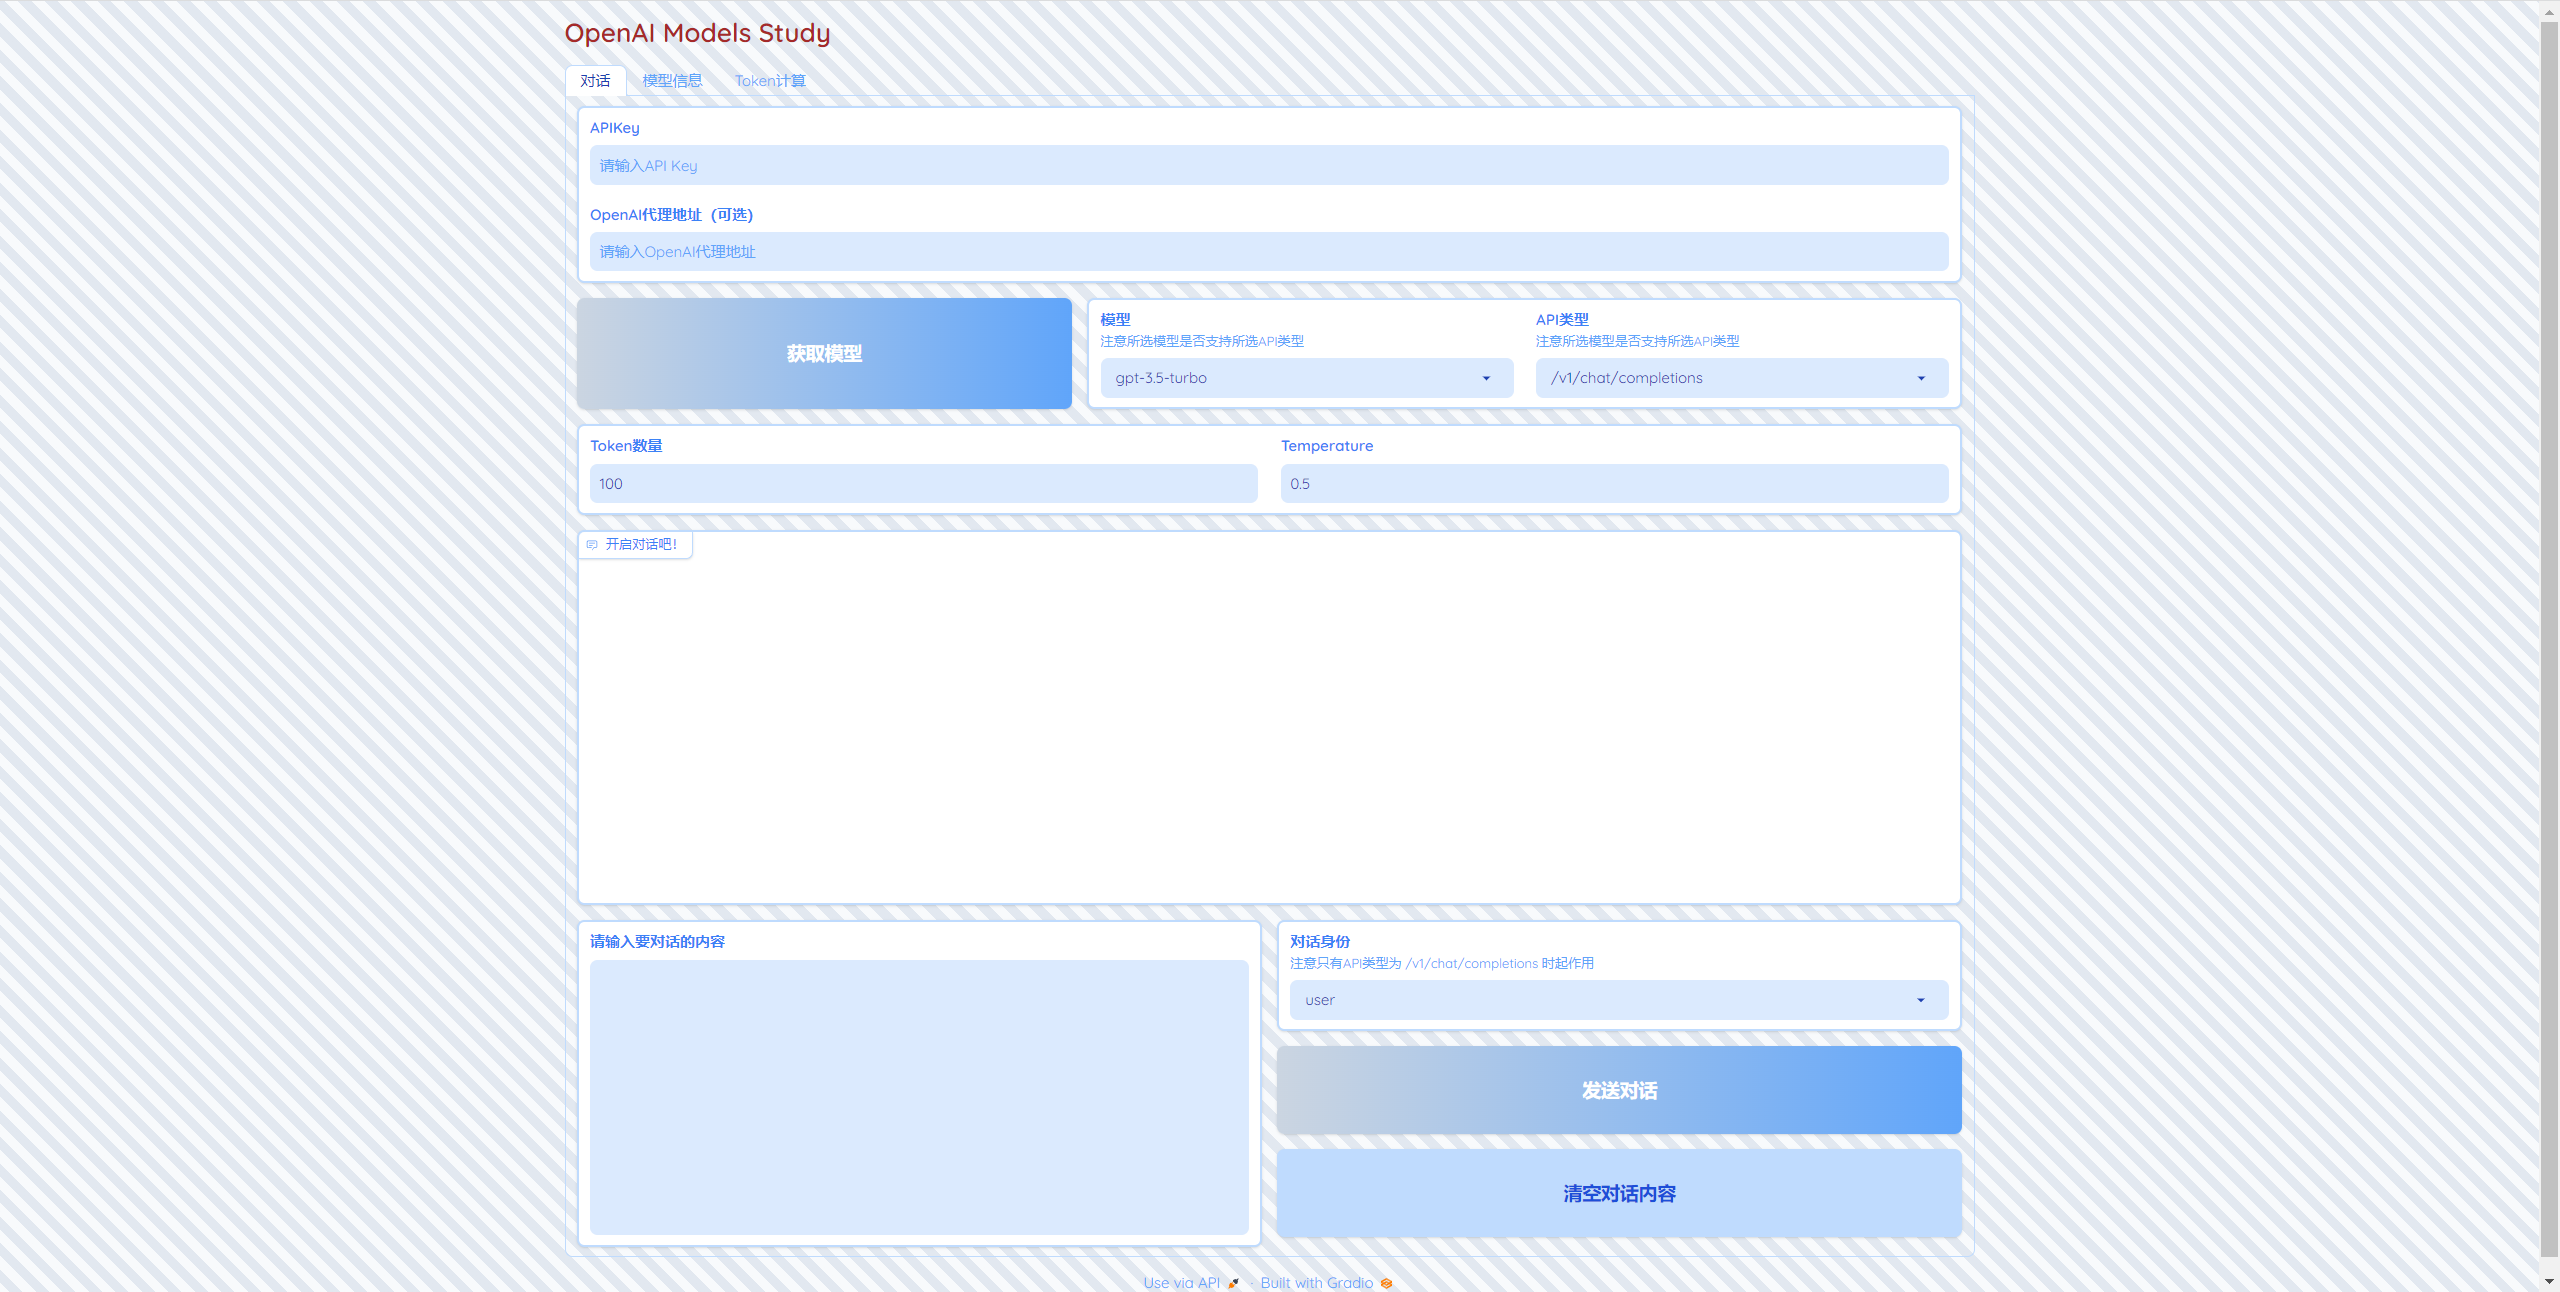 OpenAI Models Study
对话 模型信息 Token计算
APIKey
请输入API Key
OpenAI代理地址（可选）
请输入OpenAI代理地址
获取模型
模型
注意所选模型是否支持所选API类型
gpt-3.5-turbo
API类型
注意所选模型是否支持所选API类型
/v1/chat/completions
Token数量
100
Temperature
0.5
开启对话吧！
请输入要对话的内容
对话身份
注意只有API类型为 /v1/chat/completions 时起作用
user
发送对话
清空对话内容
Use via API · Built with Gradio